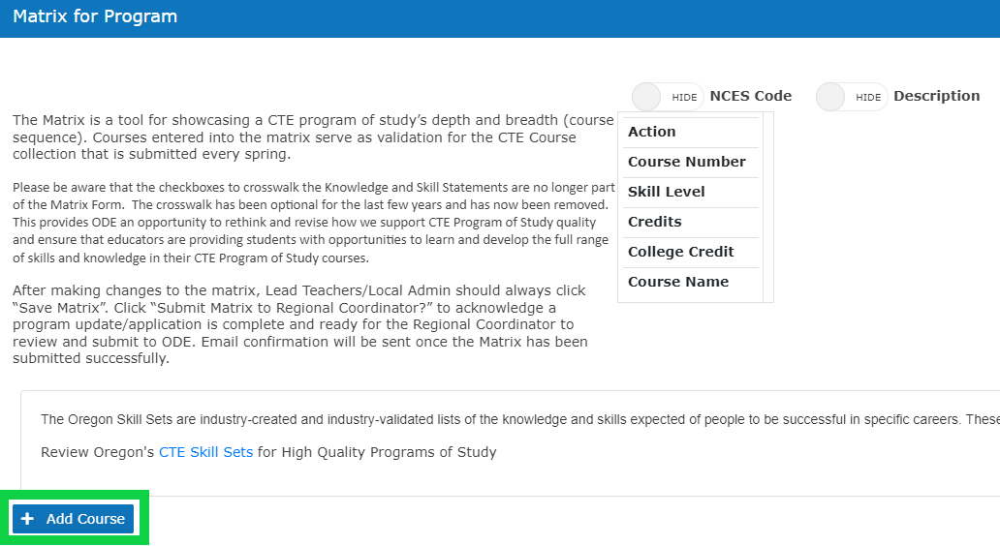 Matrix for Program
HIDE NCES Code
HIDE Description
The Matrix is a tool for showcasing a CTE program of study’s depth and breadth (course
sequence). Courses entered into the matrix serve as validation for the CTE Course
collection that is submitted every spring.
Please be aware that the checkboxes to crosswalk the Knowledge and Skill Statements are no longer part
of the Matrix Form.  The crosswalk has been optional for the last few years and has now been removed.
This provides ODE an opportunity to rethink and revise how we support CTE Program of Study quality
and ensure that educators are providing students with opportunities to learn and develop the full range
of skills and knowledge in their CTE Program of Study courses.
After making changes to the matrix, Lead Teachers/Local Admin should always click
“Save Matrix”. Click “Submit Matrix to Regional Coordinator?” to acknowledge a
program update/application is complete and ready for the Regional Coordinator to
review and submit to ODE. Email confirmation will be sent once the Matrix has been
submitted successfully.
Action
Course Number
Skill Level
Credits
College Credit
Course Name
The Oregon Skill Sets are industry-created and industry-validated lists of the knowledge and skills expected of people to be successful in specific careers. These
Review Oregon's CTE Skill Sets for High Quality Programs of Study
+ Add Course